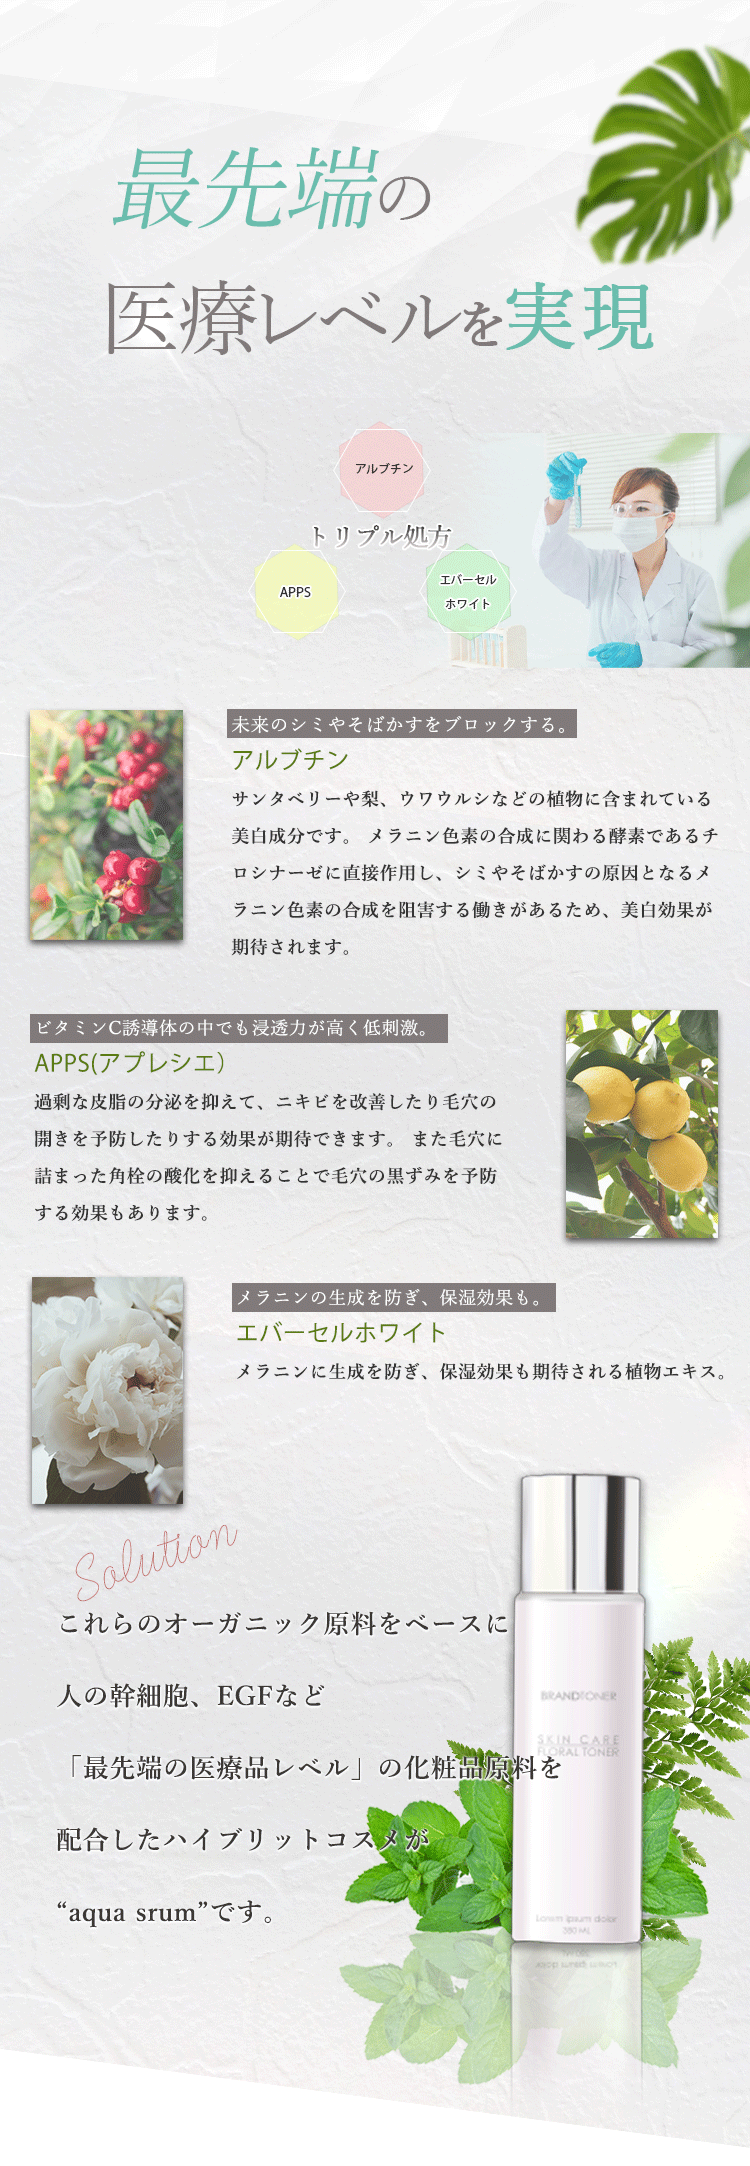 最先端の
医療レベルを実現
アルブチン
トリプル処方
APPS
エバーセル
ホワイト
未来のシミやそばかすをブロックする。
アルブチン
サンタベリーや梨、ウワウルシなどの植物に含まれている
美白成分です。 メラニン色素の合成に関わる酵素であるチ
ロシナーゼに直接作用し、シミやそばかすの原因となるメ
ラニン色素の合成を阻害する働きがあるため、美白効果が
期待されます。
ビタミンC誘導体の中でも浸透力が高く低刺激。
APPS(アプレシエ）
過剰な皮脂の分泌を抑えて、ニキビを改善したり毛穴の
開きを予防したりする効果が期待できます。 また毛穴に
詰まった角栓の酸化を抑えることで毛穴の黒ずみを予防
する効果もあります。
メラニンの生成を防ぎ、保湿効果も。
エバーセルホワイト
メラニンに生成を防ぎ、保湿効果も期待される植物エキス。
Solution
これらのオーガニック原料をベースに
人の幹細胞、EGFなど
「最先端の医療品レベル」の化粧品原料を
配合したハイブリットコスメが
“aqua srum”です。
BRANDTONER
SKIN CARE
FLORAL TONER
Lorem ipsum dolor
350 ML